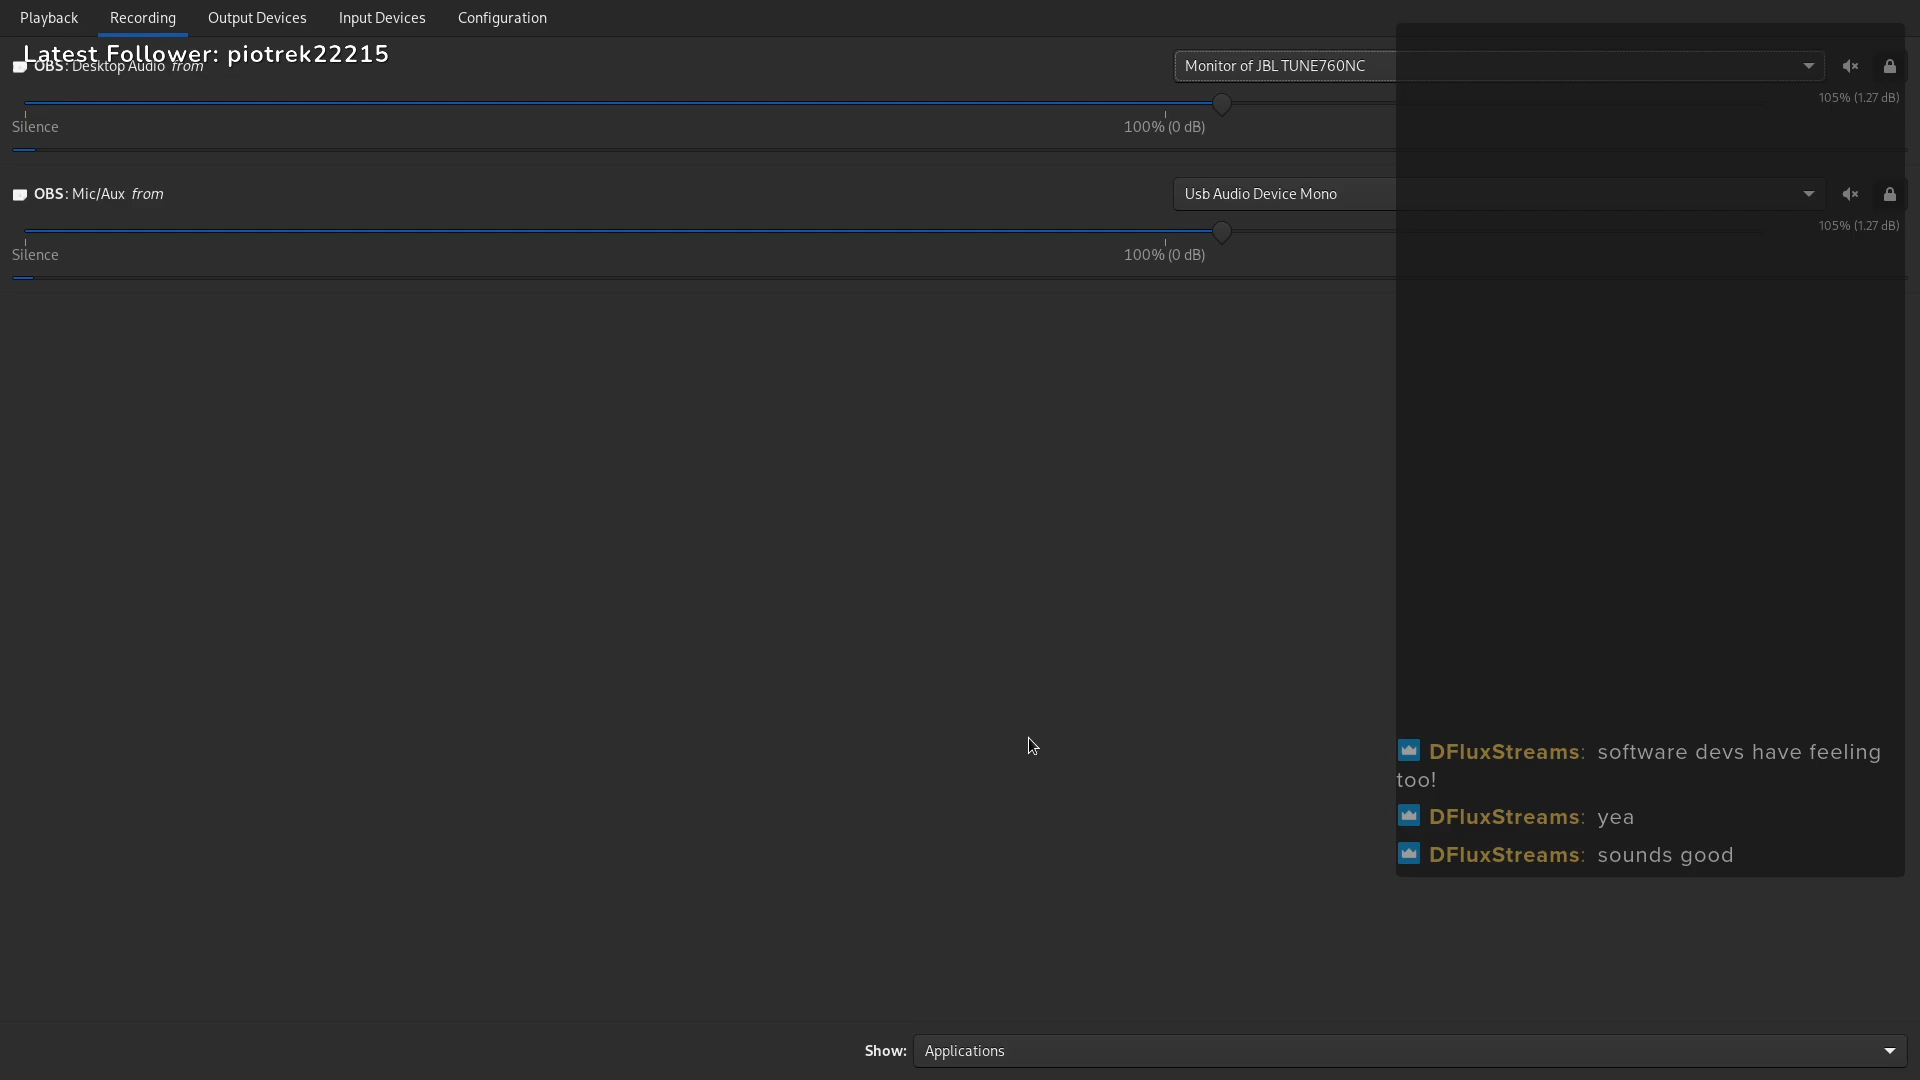 Playback Recording Output Devices Input Devices Configuration
Latest Follower: piotrek22215
OBS: Desktop Audio from Monitor of JBL TUNE760NC
105% (1.27 dB)
Silence 100% (0 dB)
OBS: Mic/Aux from Usb Audio Device Mono
105% (1.27 dB)
Silence 100% (0 dB)
DFluxStreams: software devs have feeling
too!
DFluxStreams: yea
DFluxStreams: sounds good
Show: Applications